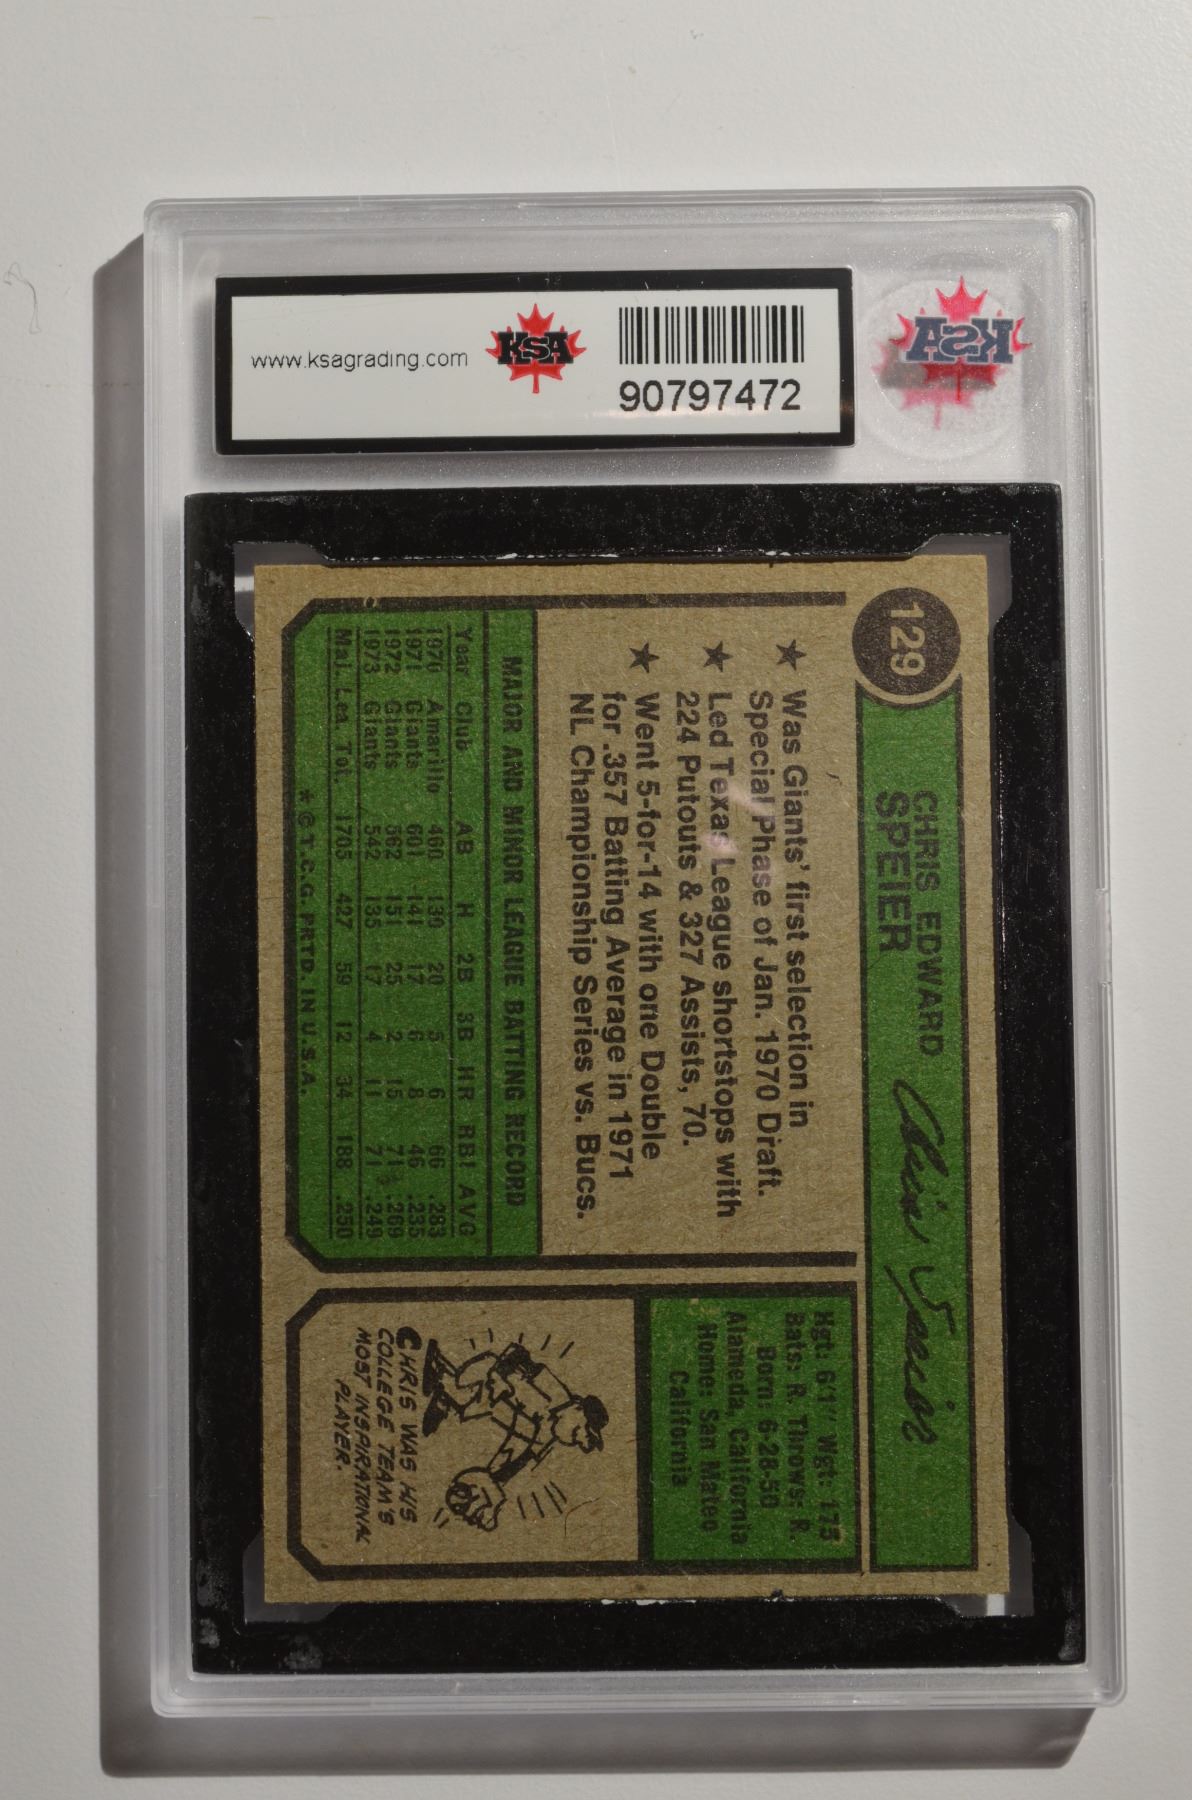 www.ksagrading.com
KSA
90797472
KSA
129
CHRIS EDWARD
SPEIER
Chris Speier
★ Was Giants' first selection in
Special Phase of Jan. 1970 Draft.
★ Led Texas League shortstops with
224 Putouts & 327 Assists, 70.
★ Went 5-for-14 with one Double
for .357 Batting Average in 1971
NL Championship Series vs. Bucs.
MAJOR AND MINOR LEAGUE BATTING RECORD
Year Club AB H 2B 3B HR RBI AVG
1970 Amarillo 460 130 20 5 6 66 .283
1971 Giants 601 141 17 6 8 46 .235
1972 Giants 562 151 25 2 15 71 .269
1973 Giants 542 135 17 4 11 71 .249
Maj. Lea. Tot. 1705 427 59 12 34 188 .250
* © T.C.G. PRTD. IN U.S.A.
Hgt: 6'1" Wgt: 175
Bats: R. Throws: R.
Born: 6-28-50
Alameda, California
Home: San Mateo
California
CHRIS WAS HIS
COLLEGE TEAM'S
MOST INSPIRATIONAL
PLAYER.